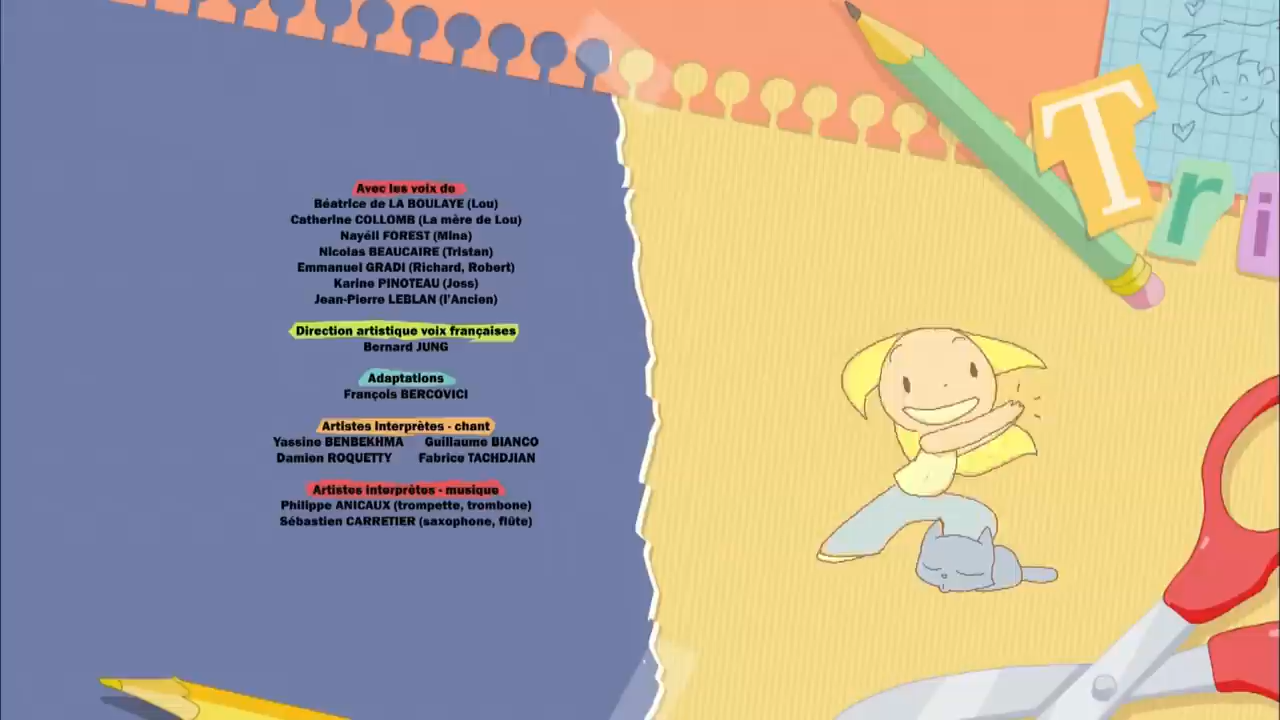 Avec les voix de
Béatrice de LA BOULAYE (Lou)
Catherine COLLOMB (La mère de Lou)
Nayéli FOREST (Mina)
Nicolas BEAUCAIRE (Tristan)
Emmanuel GRADI (Richard, Robert)
Karine PINOTEAU (Joss)
Jean-Pierre LEBLAN (l'Ancien)
Direction artistique voix françaises
Bernard JUNG
Adaptations
François BERCOVICI
Artistes interprètes - chant
Yassine BENBEKHMA Guillaume BIANCO
Damien ROQUETTY Fabrice TACHDJIAN
Artistes interprètes - musique
Philippe ANICAUX (trompette, trombone)
Sébastien CARRETIER (saxophone, flûte)
Tri